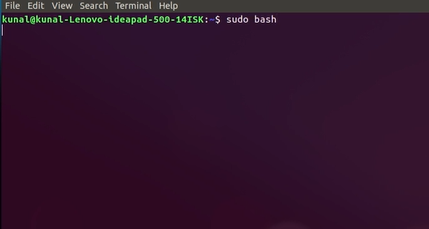 File Edit View Search Terminal Help
kunal@kunal-Lenovo-ideapad-500-14ISK:~$ sudo bash